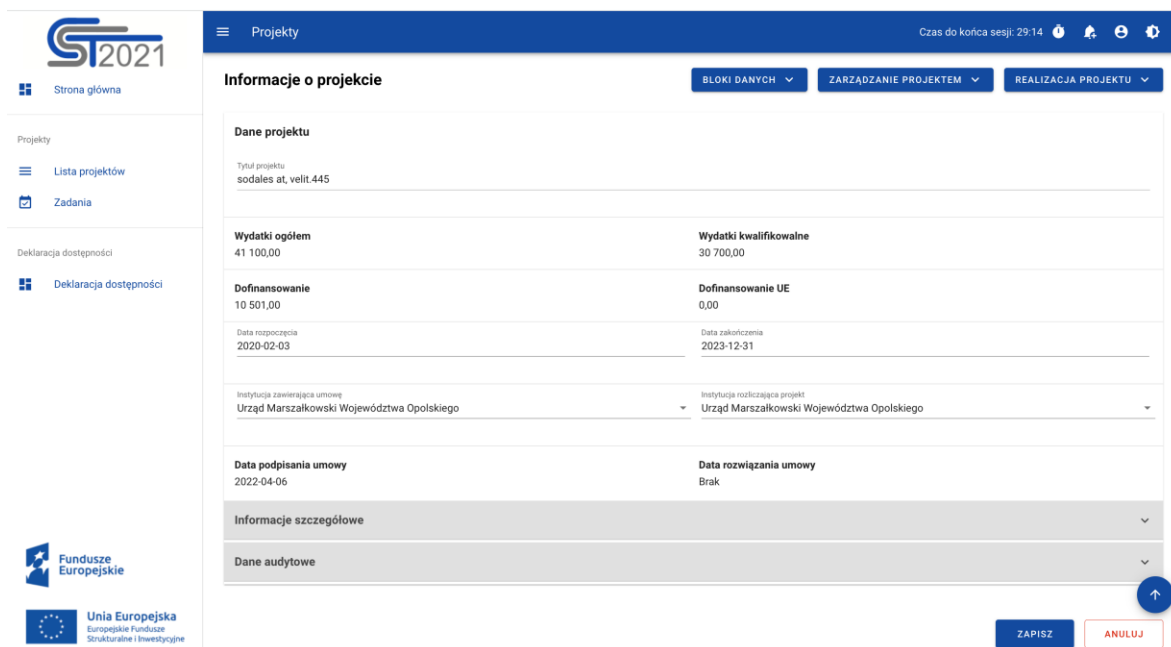 CST2021
Projekty
Czas do końca sesji: 29:14
Strona główna
Projekty
Lista projektów
Zadania
Deklaracja dostępności
Deklaracja dostępności
Informacje o projekcie
BLOKI DANYCH
ZARZĄDZANIE PROJEKTEM
REALIZACJA PROJEKTU
Dane projektu
Tytuł projektu
sodales at, velit.445
Wydatki ogółem
Wydatki kwalifikowalne
41 100,00
30 700,00
Dofinansowanie
Dofinansowanie UE
10 501,00
0,00
Data rozpoczęcia
Data zakończenia
2020-02-03
2023-12-31
Instytucja zawierająca umowę
Instytucja rozliczająca projekt
Urząd Marszałkowski Województwa Opolskiego
Urząd Marszałkowski Województwa Opolskiego
Data podpisania umowy
Data rozwiązania umowy
2022-04-06
Brak
Informacje szczegółowe
Dane audytowe
Fundusze
Europejskie
Unia Europejska
Europejskie Fundusze
Strukturalne i Inwestycyjne
ZAPISZ
ANULUJ